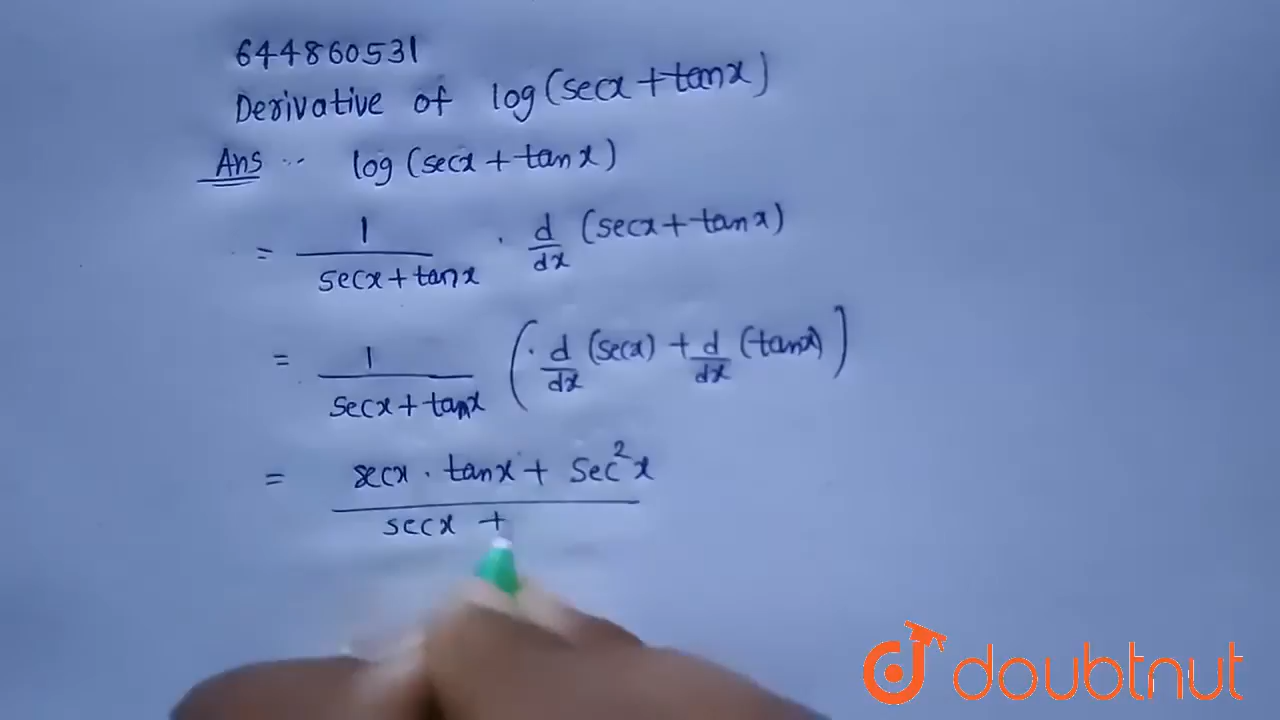 644860531
Derivative of log(secx+tanx)
Ans :- log(secx+tanx)
= 1/(secx+tanx) · d/dx (secx+tanx)
= 1/(secx+tanx) (· d/dx (secx) + d/dx (tanx))
= (secx · tanx + sec²x)/(secx +
doubtnut